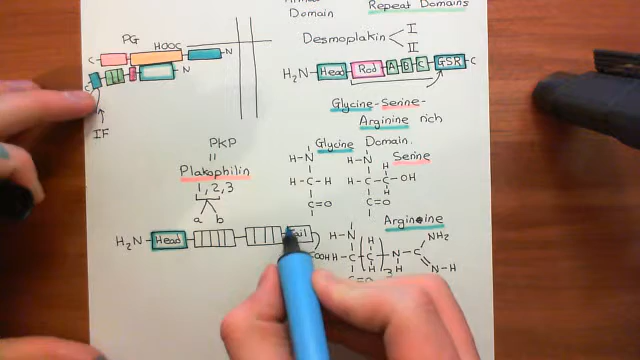 Domain
Repeat Domains
PG
HOOC
C
N
C
N
IF
Desmoplakin
I
II
H₂N
Head
Rod
A
B
C
GSR
C
Glycine-Serine-
Arginine rich
Domain.
PKP
=
Plakophilin
1, 2, 3
a
b
H₂N
Head
Tail
COOH
Glycine
H-N
H-C-H
C=O
Serine
H-N
H
H-C-C-OH
H
C=O
Arginine
H-N
H
H-C
C
N
C
NH₂
N-H
3
H
H
C=O